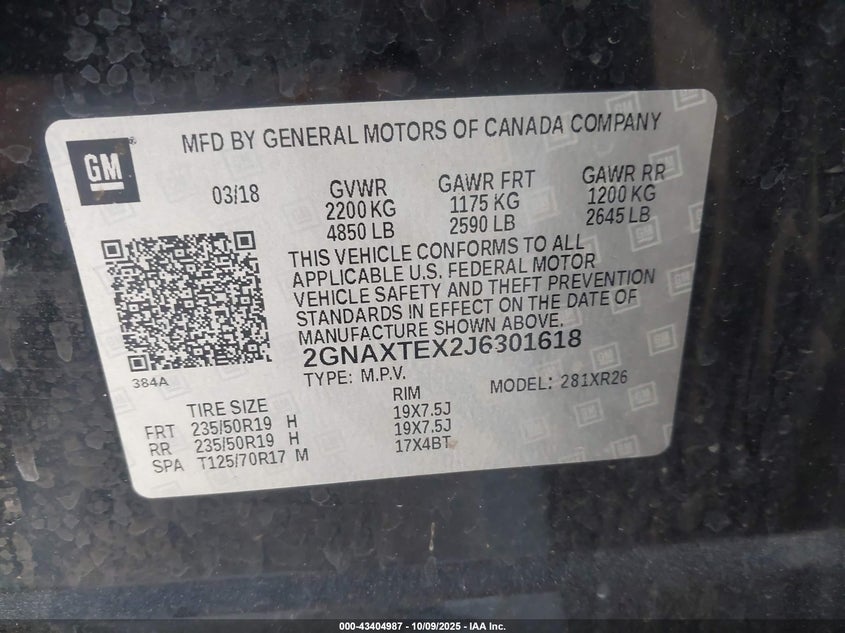 GM
MFD BY GENERAL MOTORS OF CANADA COMPANY
03/18
GVWR GAWR FRT GAWR RR
2200 KG 1175 KG 1200 KG
4850 LB 2590 LB 2645 LB
THIS VEHICLE CONFORMS TO ALL
APPLICABLE U.S. FEDERAL MOTOR
VEHICLE SAFETY AND THEFT PREVENTION
STANDARDS IN EFFECT ON THE DATE OF
MANUFACTURE SHOWN ABOVE.
2GNAXTEX2J6301618
384A
TYPE: M.P.V. MODEL: 281XR26
TIRE SIZE RIM
FRT 235/50R19 H 19X7.5J
RR 235/50R19 H 19X7.5J
SPA T125/70R17 M 17X4BT
000-43404987 - 10/09/2025 - IAA Inc.